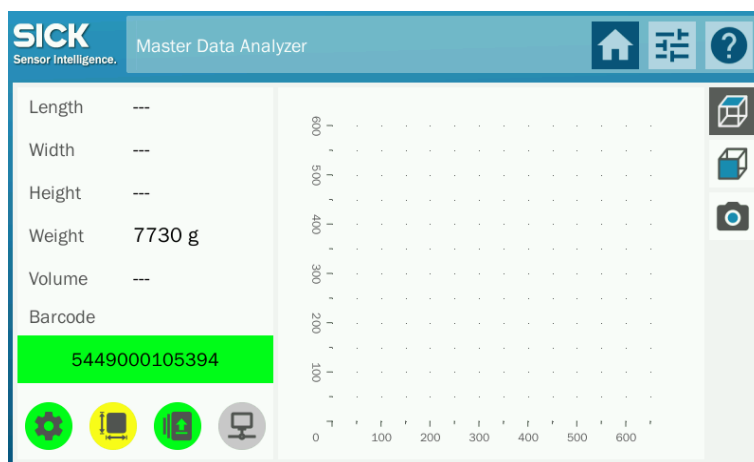 SICK
Sensor Intelligence.
Master Data Analyzer
?
Length ---
Width ---
Height ---
Weight 7730 g
Volume ---
Barcode
5449000105394
600
500
400
300
200
100
0 100 200 300 400 500 600